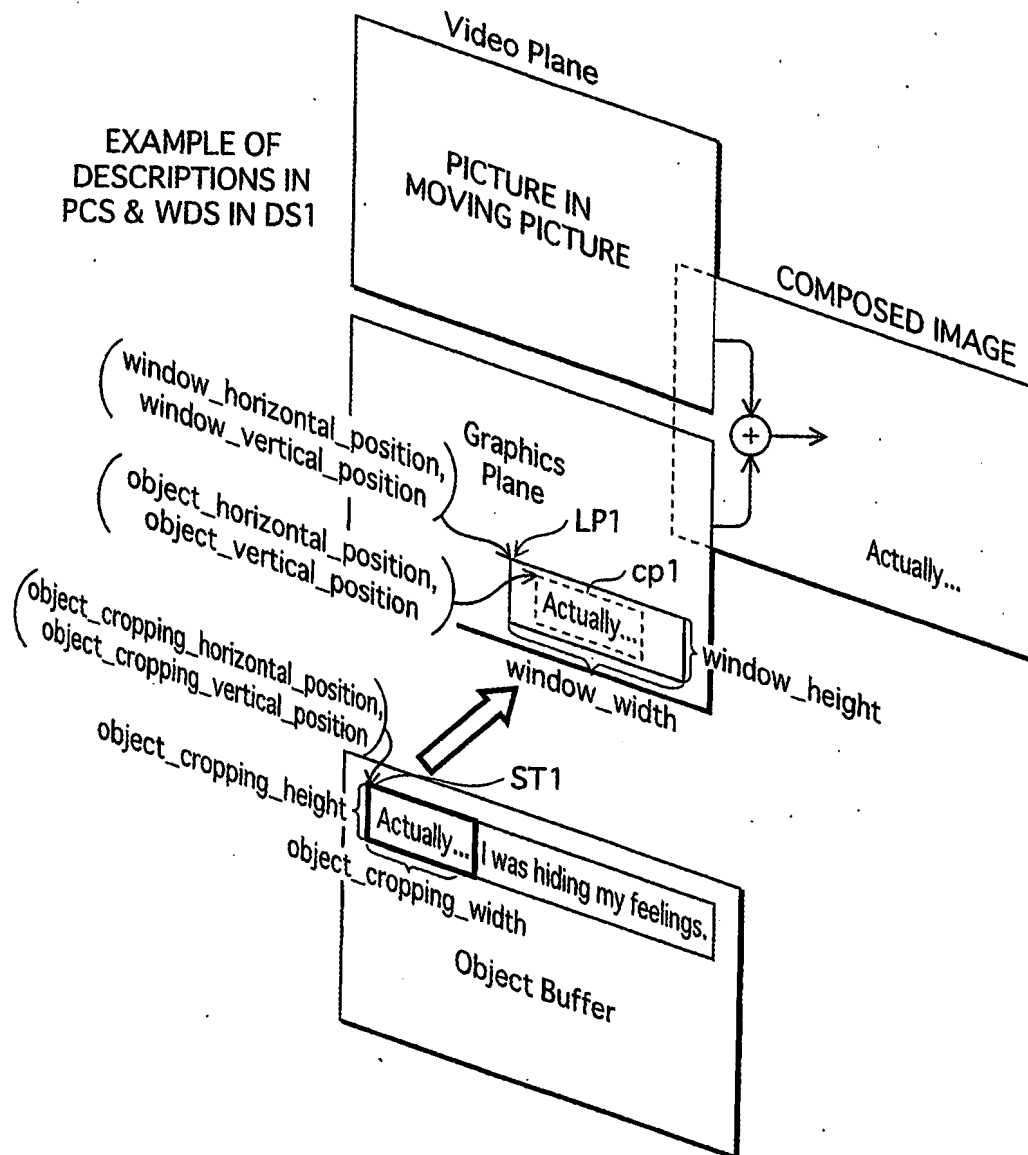 Video Plane
EXAMPLE OF
DESCRIPTIONS IN
PCS & WDS IN DS1
PICTURE IN
MOVING PICTURE
COMPOSED IMAGE
window_horizontal_position,
window_vertical_position
Graphics
Plane
+
object_horizontal_position,
object_vertical_position
LP1
cp1
Actually...
Actually...
window_height
window_width
object_cropping_horizontal_position,
object_cropping_vertical_position
object_cropping_height
ST1
Actually...
I was hiding my feelings.
object_cropping_width
Object Buffer